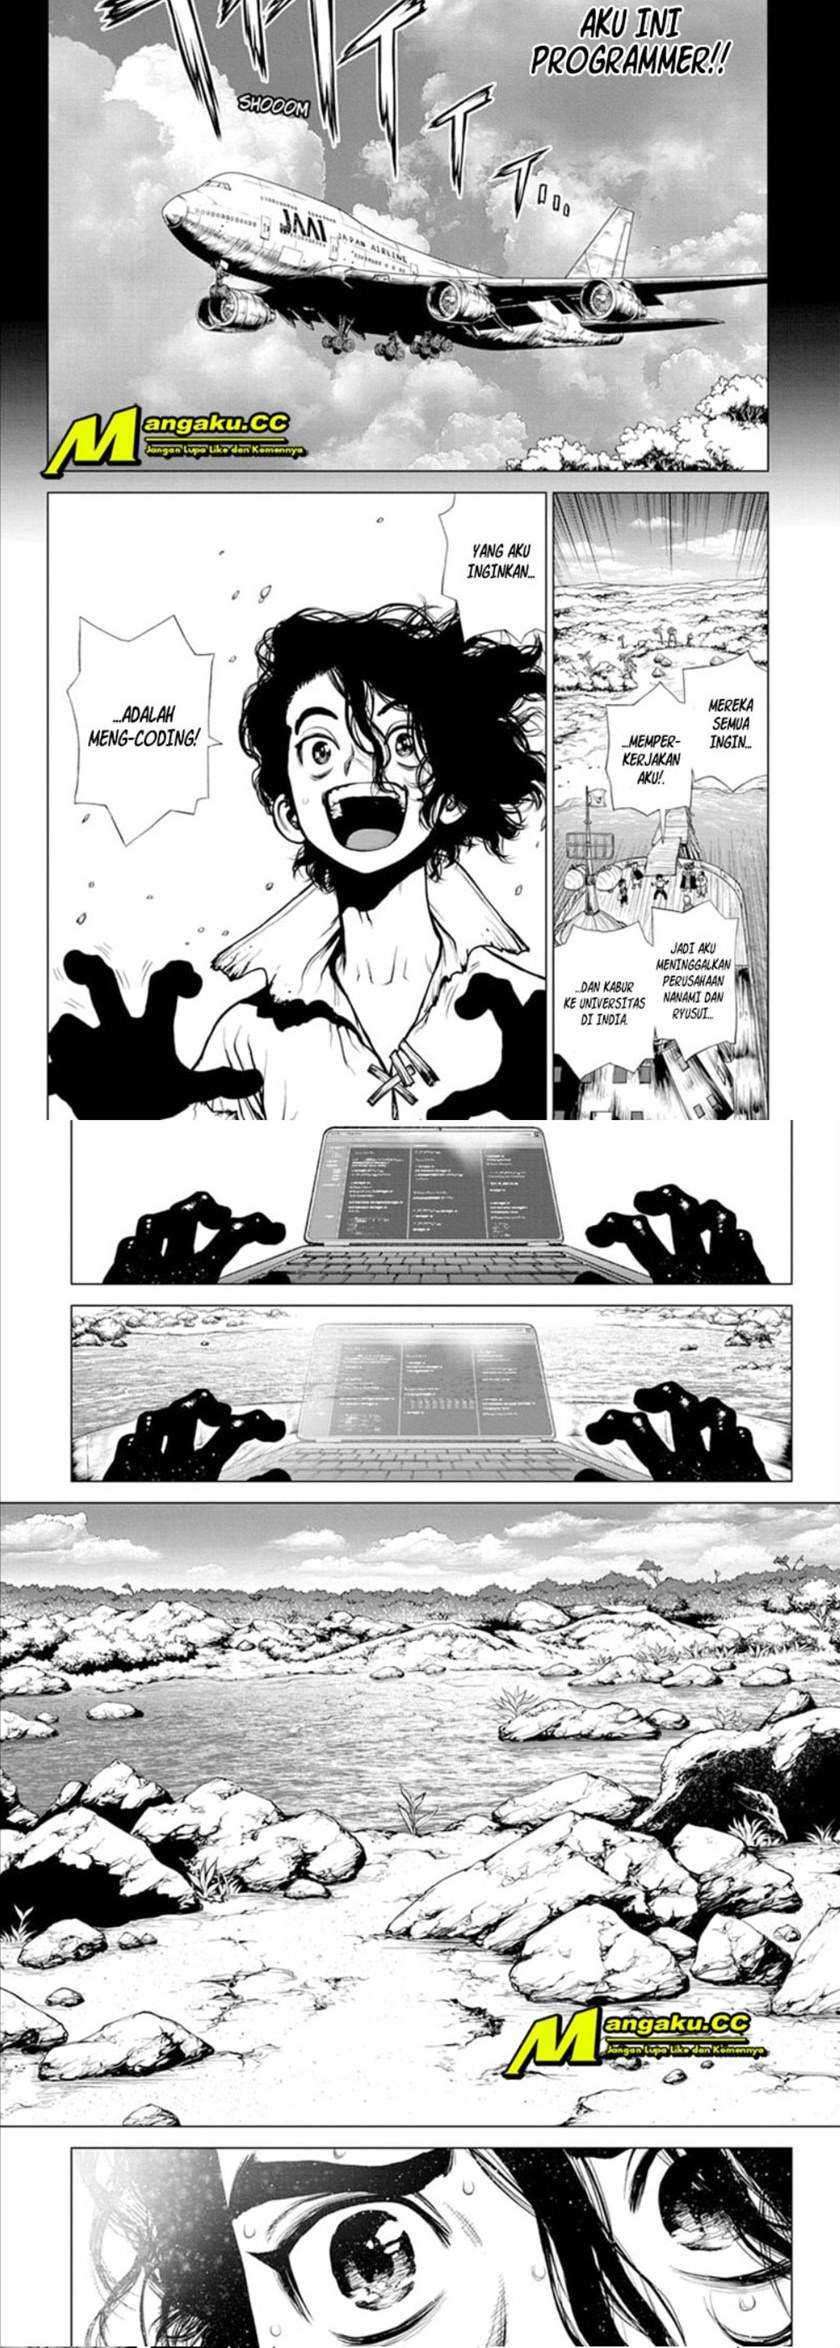 AKU INI
PROGRAMMER!!
SHOOOM
JAPAN AIRLINE
Mangaku.CC
Jangan Lupa Like dan Komennya
MEREKA
SEMUA
INGIN...
...MEMPER-
KERJAKAN
AKU!.
JADI AKU
MENINGGALKAN
PERUSAHAAN
NANAMI DAN
RYUSUI...
...DAN KABUR
KE UNIVERSITAS
DI INDIA.
YANG AKU
INGINKAN...
...ADALAH
MENG-CODING!
Mangaku.CC
Jangan Lupa Like dan Komennya